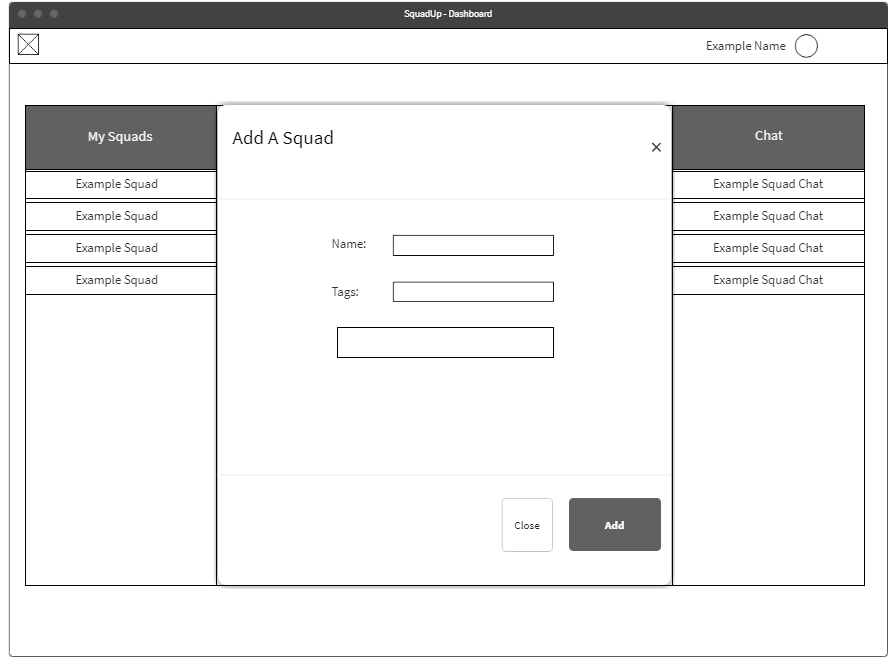 SquadUp - Dashboard
Example Name
My Squads
Example Squad
Example Squad
Example Squad
Example Squad
Add A Squad
×
Name:
Tags:
Close
Add
Chat
Example Squad Chat
Example Squad Chat
Example Squad Chat
Example Squad Chat